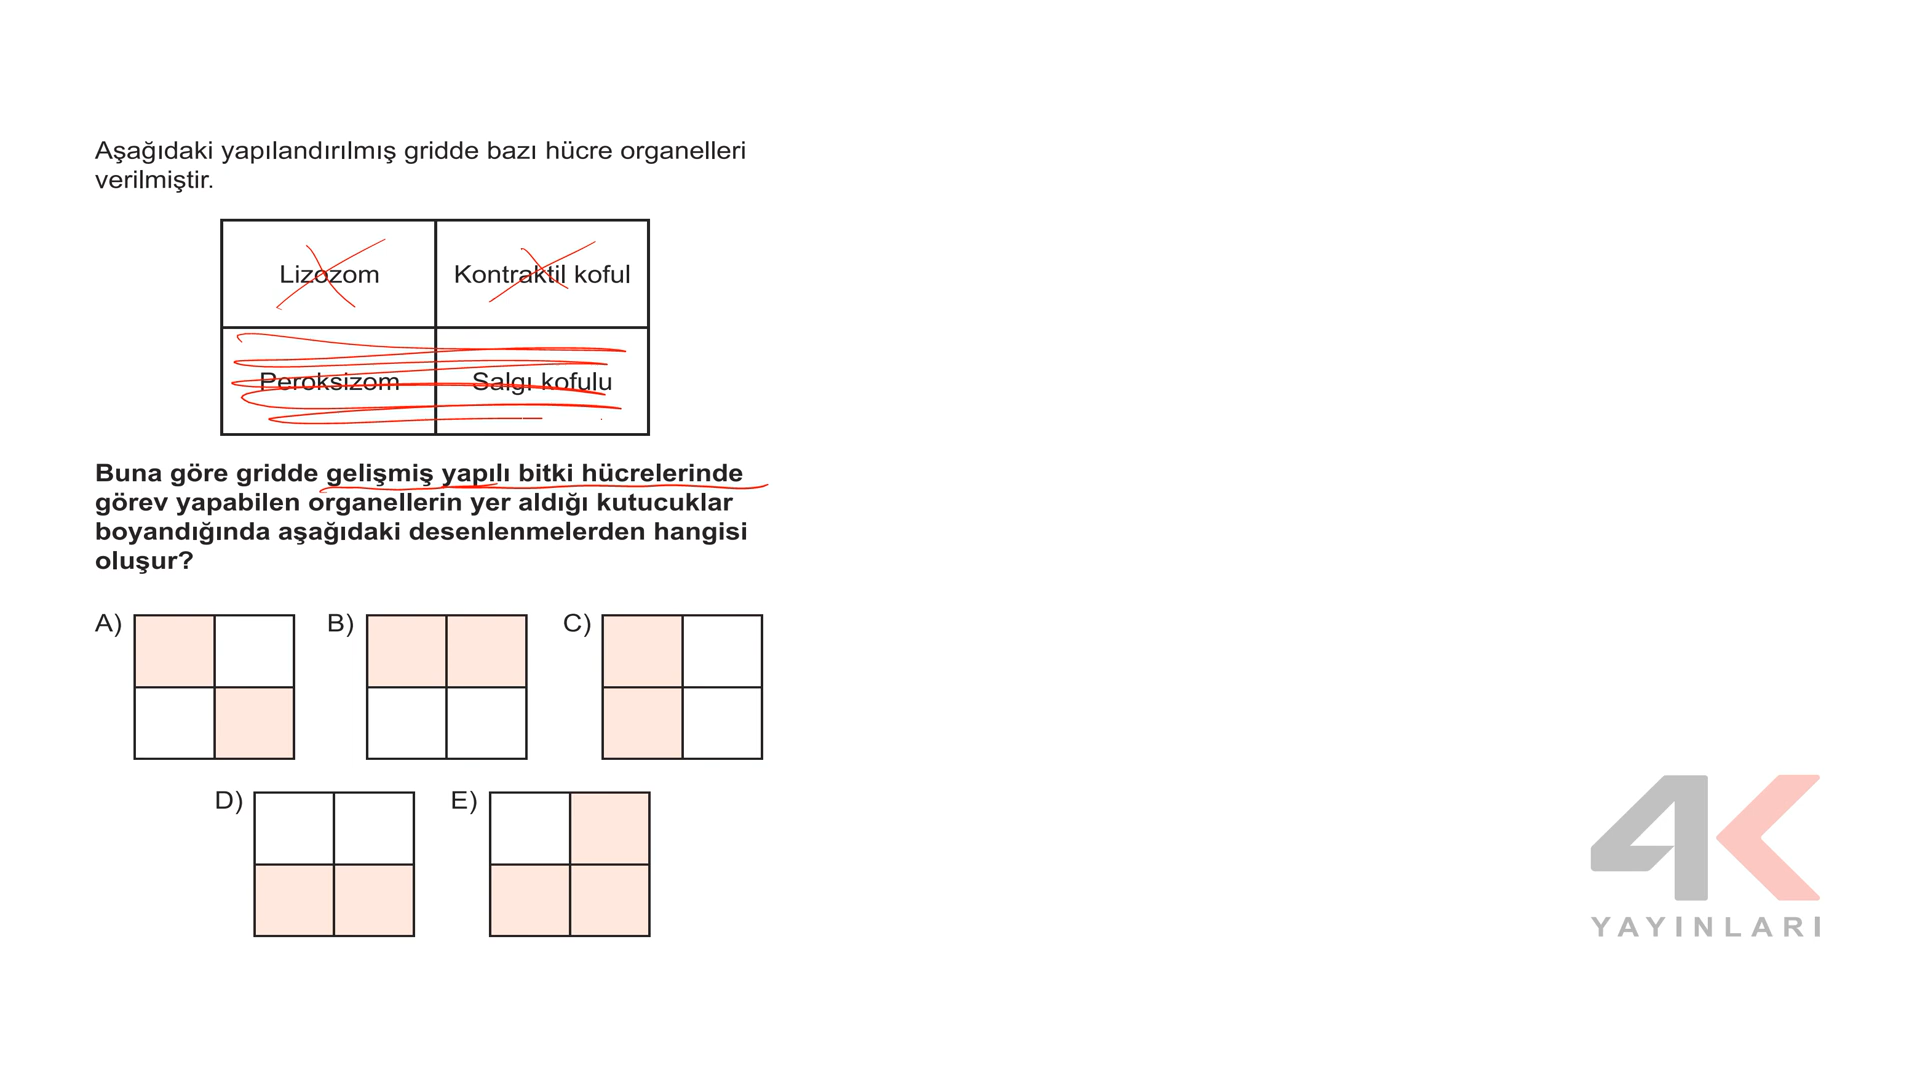 Aşağıdaki yapılandırılmış gridde bazı hücre organelleri
verilmiştir.
Lizozom
Kontraktil koful
Peroksizom
Salgı kofulu
Buna göre gridde gelişmiş yapılı bitki hücrelerinde
görev yapabilen organellerin yer aldığı kutucuklar
boyandığında aşağıdaki desenlenmelerden hangisi
oluşur?
A)
B)
C)
D)
E)
4K
YAYINLARI